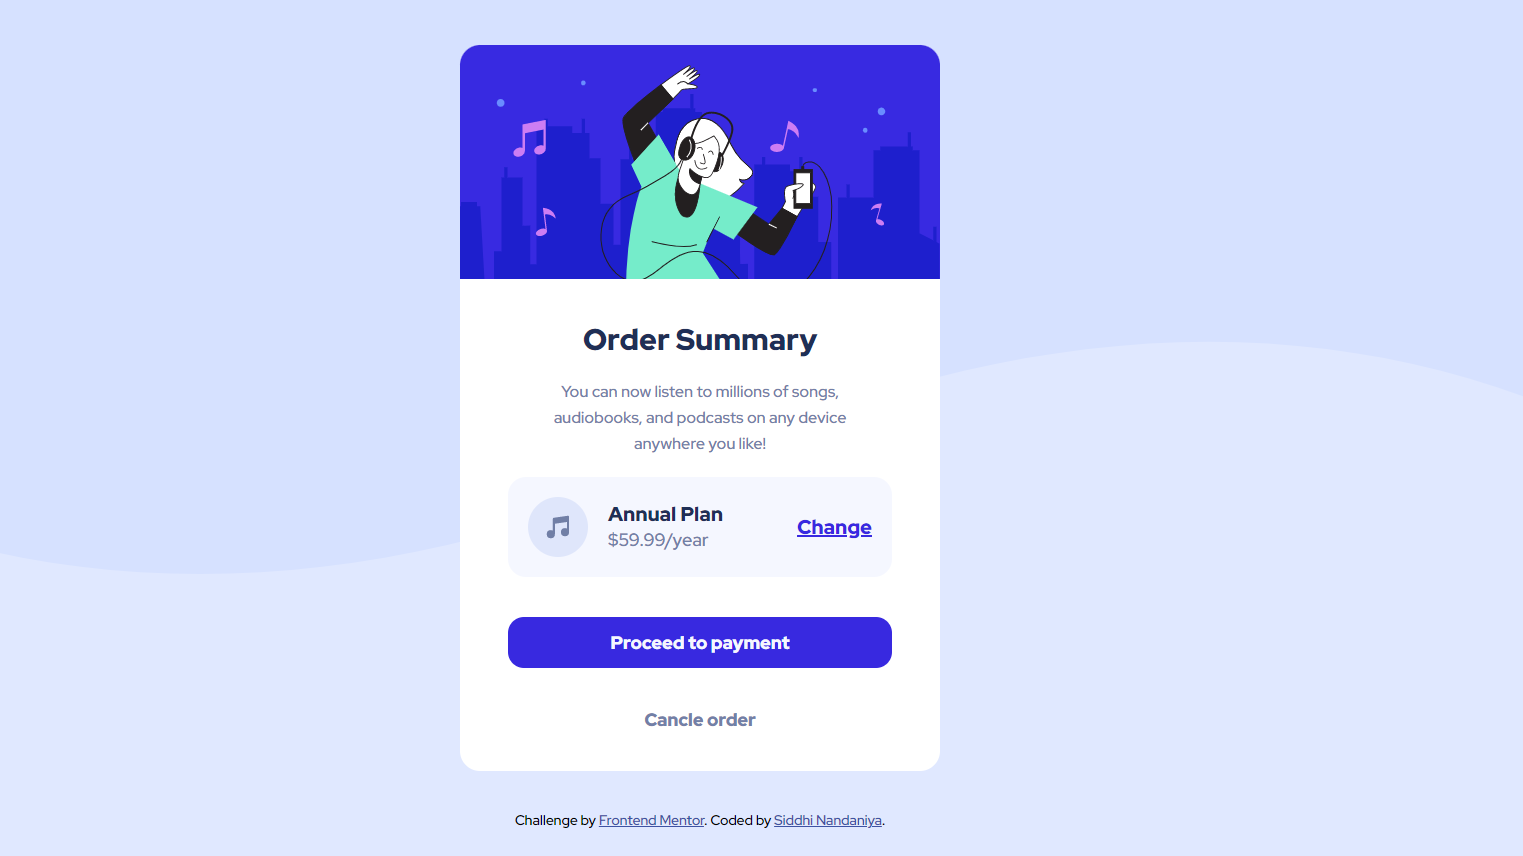 Order Summary
You can now listen to millions of songs,
audiobooks, and podcasts on any device
anywhere you like!
Annual Plan
$59.99/year
Change
Proceed to payment
Cancle order
Challenge by Frontend Mentor. Coded by Siddhi Nandaniya.